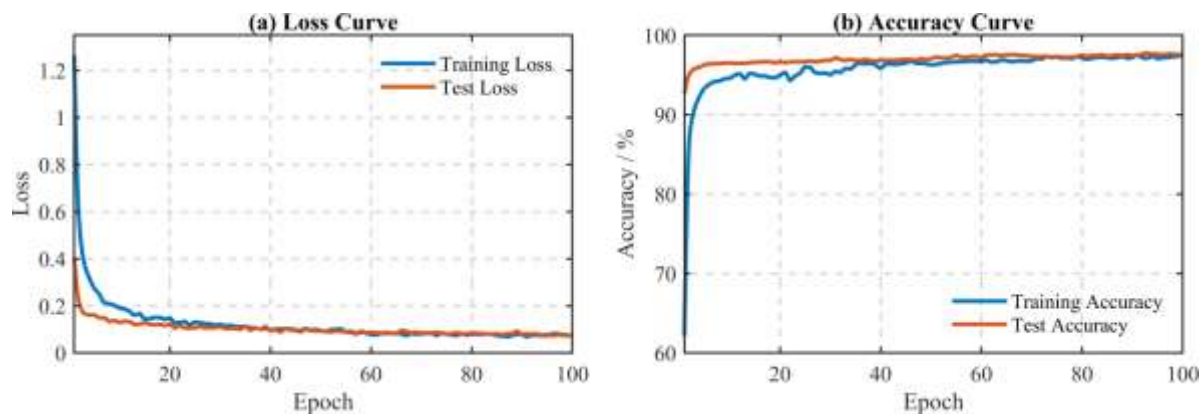 (a) Loss Curve
1.2
1
0.8
0.6
0.4
0.2
0
Loss
Training Loss
Test Loss
20 40 60 80 100
Epoch
(b) Accuracy Curve
100
90
80
70
60
Accuracy / %
Training Accuracy
Test Accuracy
20 40 60 80 100
Epoch